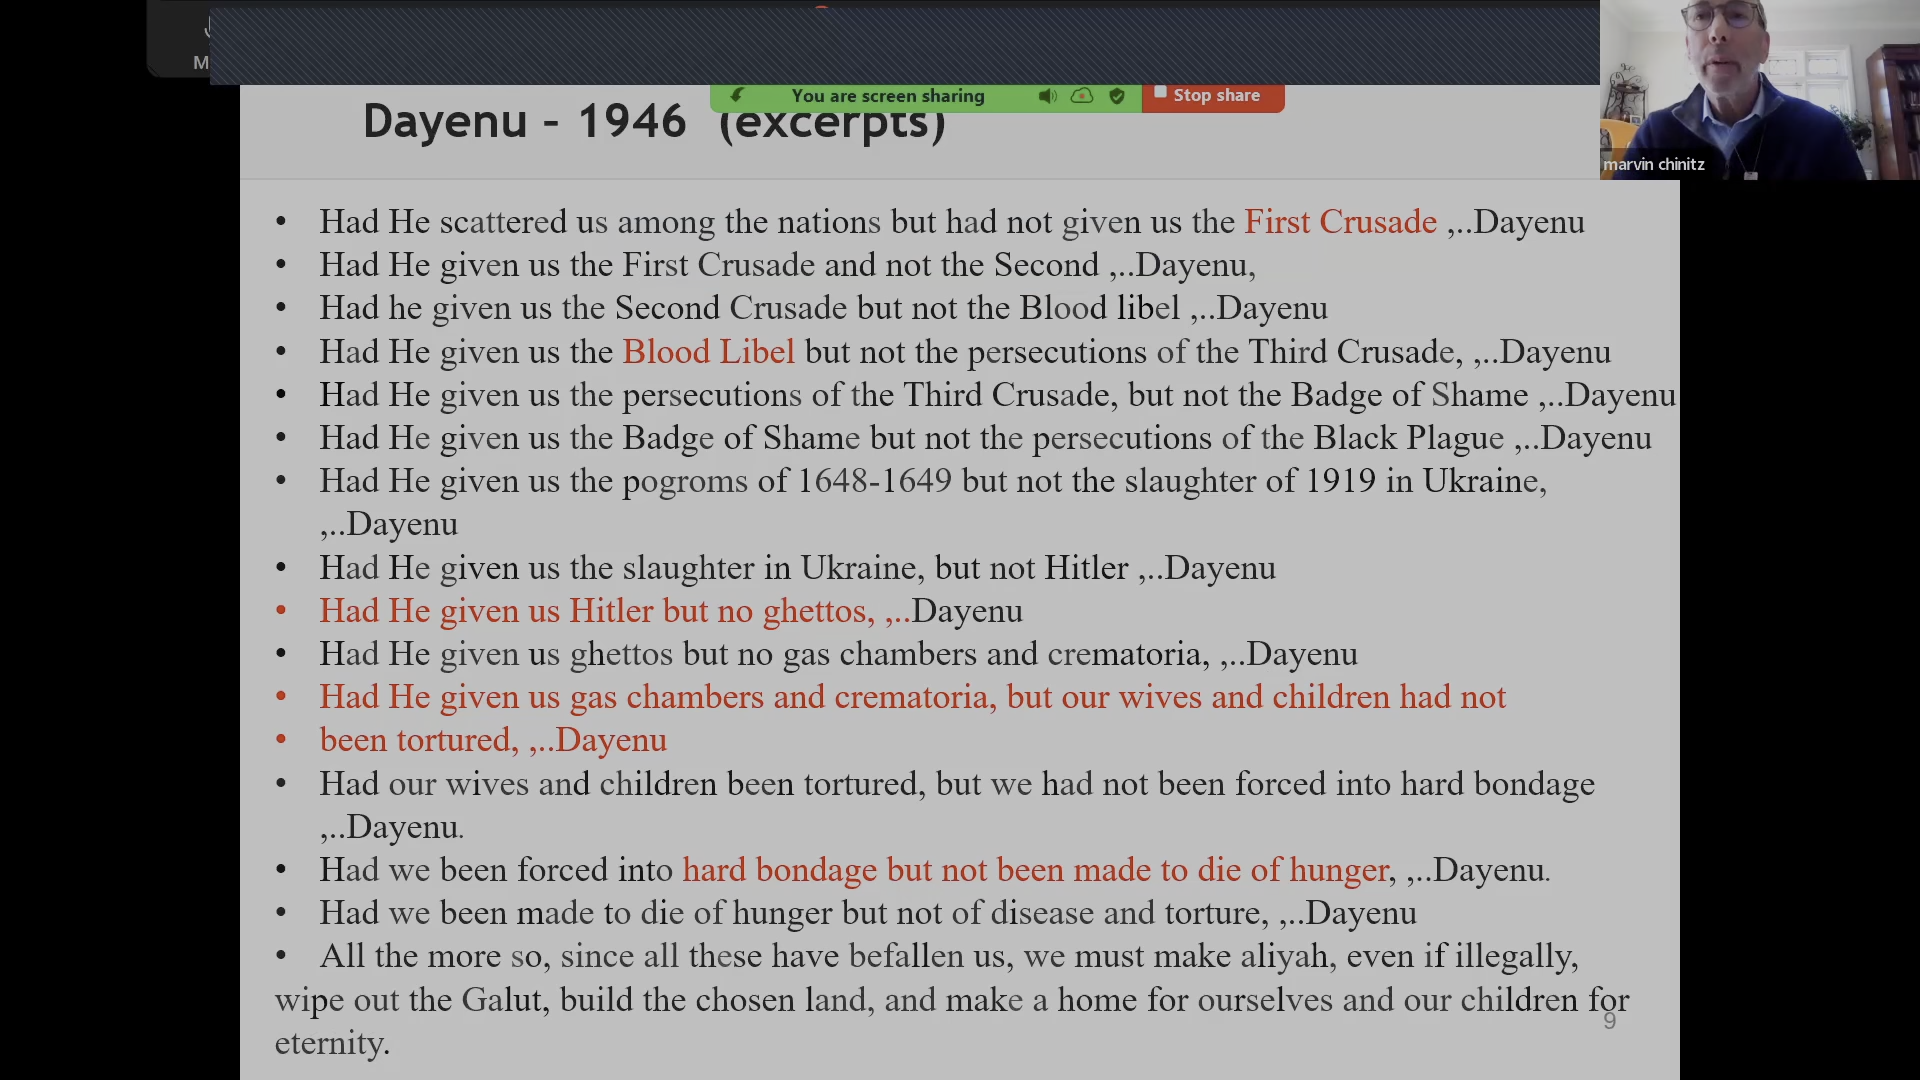 M
You are screen sharing
Stop share
Dayenu – 1946 (excerpts)
marvin chinitz
• Had He scattered us among the nations but had not given us the First Crusade ,..Dayenu
• Had He given us the First Crusade and not the Second ,..Dayenu,
• Had he given us the Second Crusade but not the Blood libel ,..Dayenu
• Had He given us the Blood Libel but not the persecutions of the Third Crusade, ,..Dayenu
• Had He given us the persecutions of the Third Crusade, but not the Badge of Shame ,..Dayenu
• Had He given us the Badge of Shame but not the persecutions of the Black Plague ,..Dayenu
• Had He given us the pogroms of 1648-1649 but not the slaughter of 1919 in Ukraine,
,..Dayenu
• Had He given us the slaughter in Ukraine, but not Hitler ,..Dayenu
• Had He given us Hitler but no ghettos, ,..Dayenu
• Had He given us ghettos but no gas chambers and crematoria, ,..Dayenu
• Had He given us gas chambers and crematoria, but our wives and children had not
• been tortured, ,..Dayenu
• Had our wives and children been tortured, but we had not been forced into hard bondage
,..Dayenu.
• Had we been forced into hard bondage but not been made to die of hunger, ,..Dayenu.
• Had we been made to die of hunger but not of disease and torture, ,..Dayenu
• All the more so, since all these have befallen us, we must make aliyah, even if illegally,
wipe out the Galut, build the chosen land, and make a home for ourselves and our children for
eternity.
9